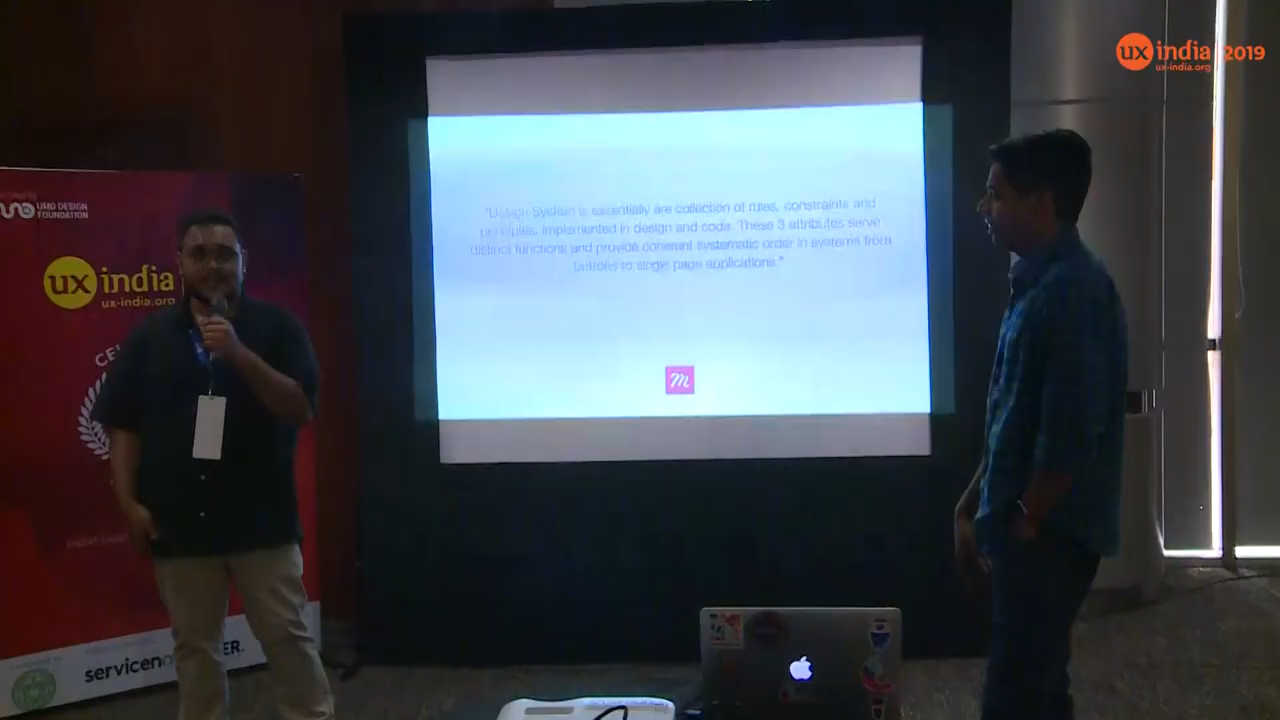 ux india 2019
ux-india.org
UMO DESIGN
FOUNDATION
ux india
ux-india.org
CEL
"Design System is essentially are collection of rules, constraints and
principles, implemented in design and code. These 3 attributes serve
distinct functions and provide coherent systematic order in systems from
buttons to single page applications."
m
servicen
ER.